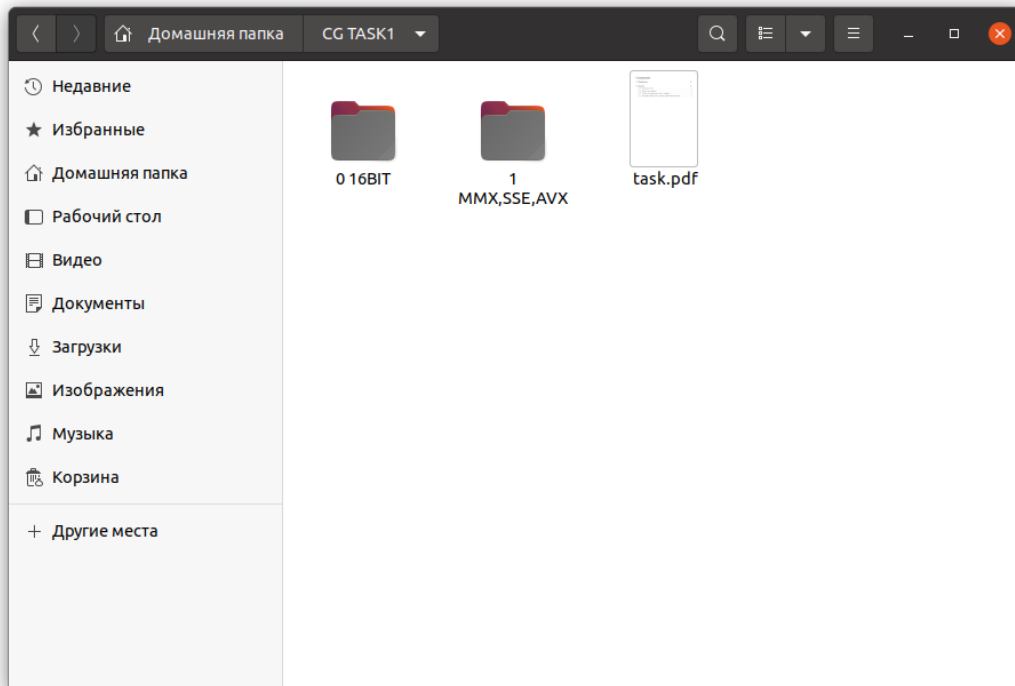 Домашняя папка CG TASK1
Недавние
Избранные
Домашняя папка
Рабочий стол
Видео
Документы
Загрузки
Изображения
Музыка
Корзина
Другие места
0 16BIT
1
MMX,SSE,AVX
task.pdf